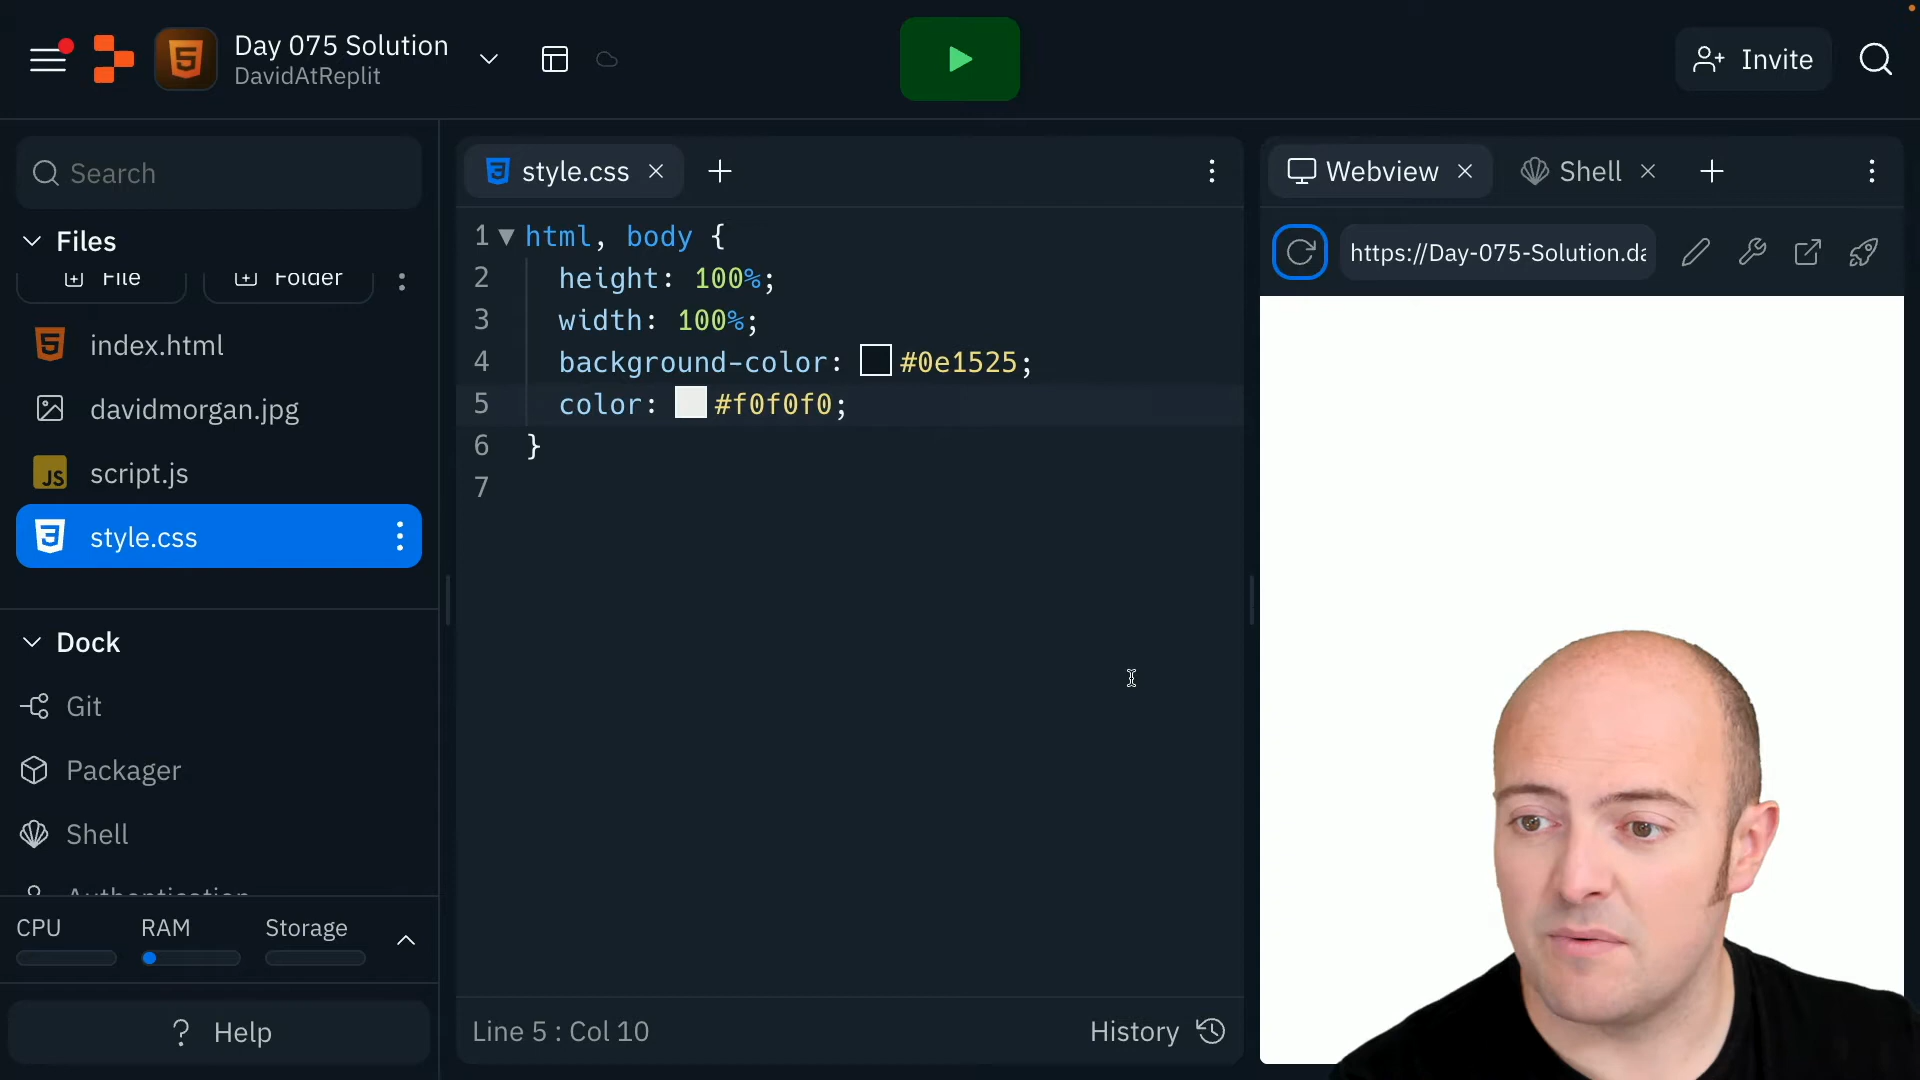 Day 075 Solution
DavidAtReplit
Invite
Search
Files
File
Folder
index.html
davidmorgan.jpg
JS
script.js
style.css
Dock
Git
Packager
Shell
Authentication
CPU
RAM
Storage
Help
style.css
1 html, body {
2 height: 100%;
3 width: 100%;
4 background-color: #0e1525;
5 color: #f0f0f0;
6 }
7
Line 5 : Col 10
History
Webview
Shell
https://Day-075-Solution.da